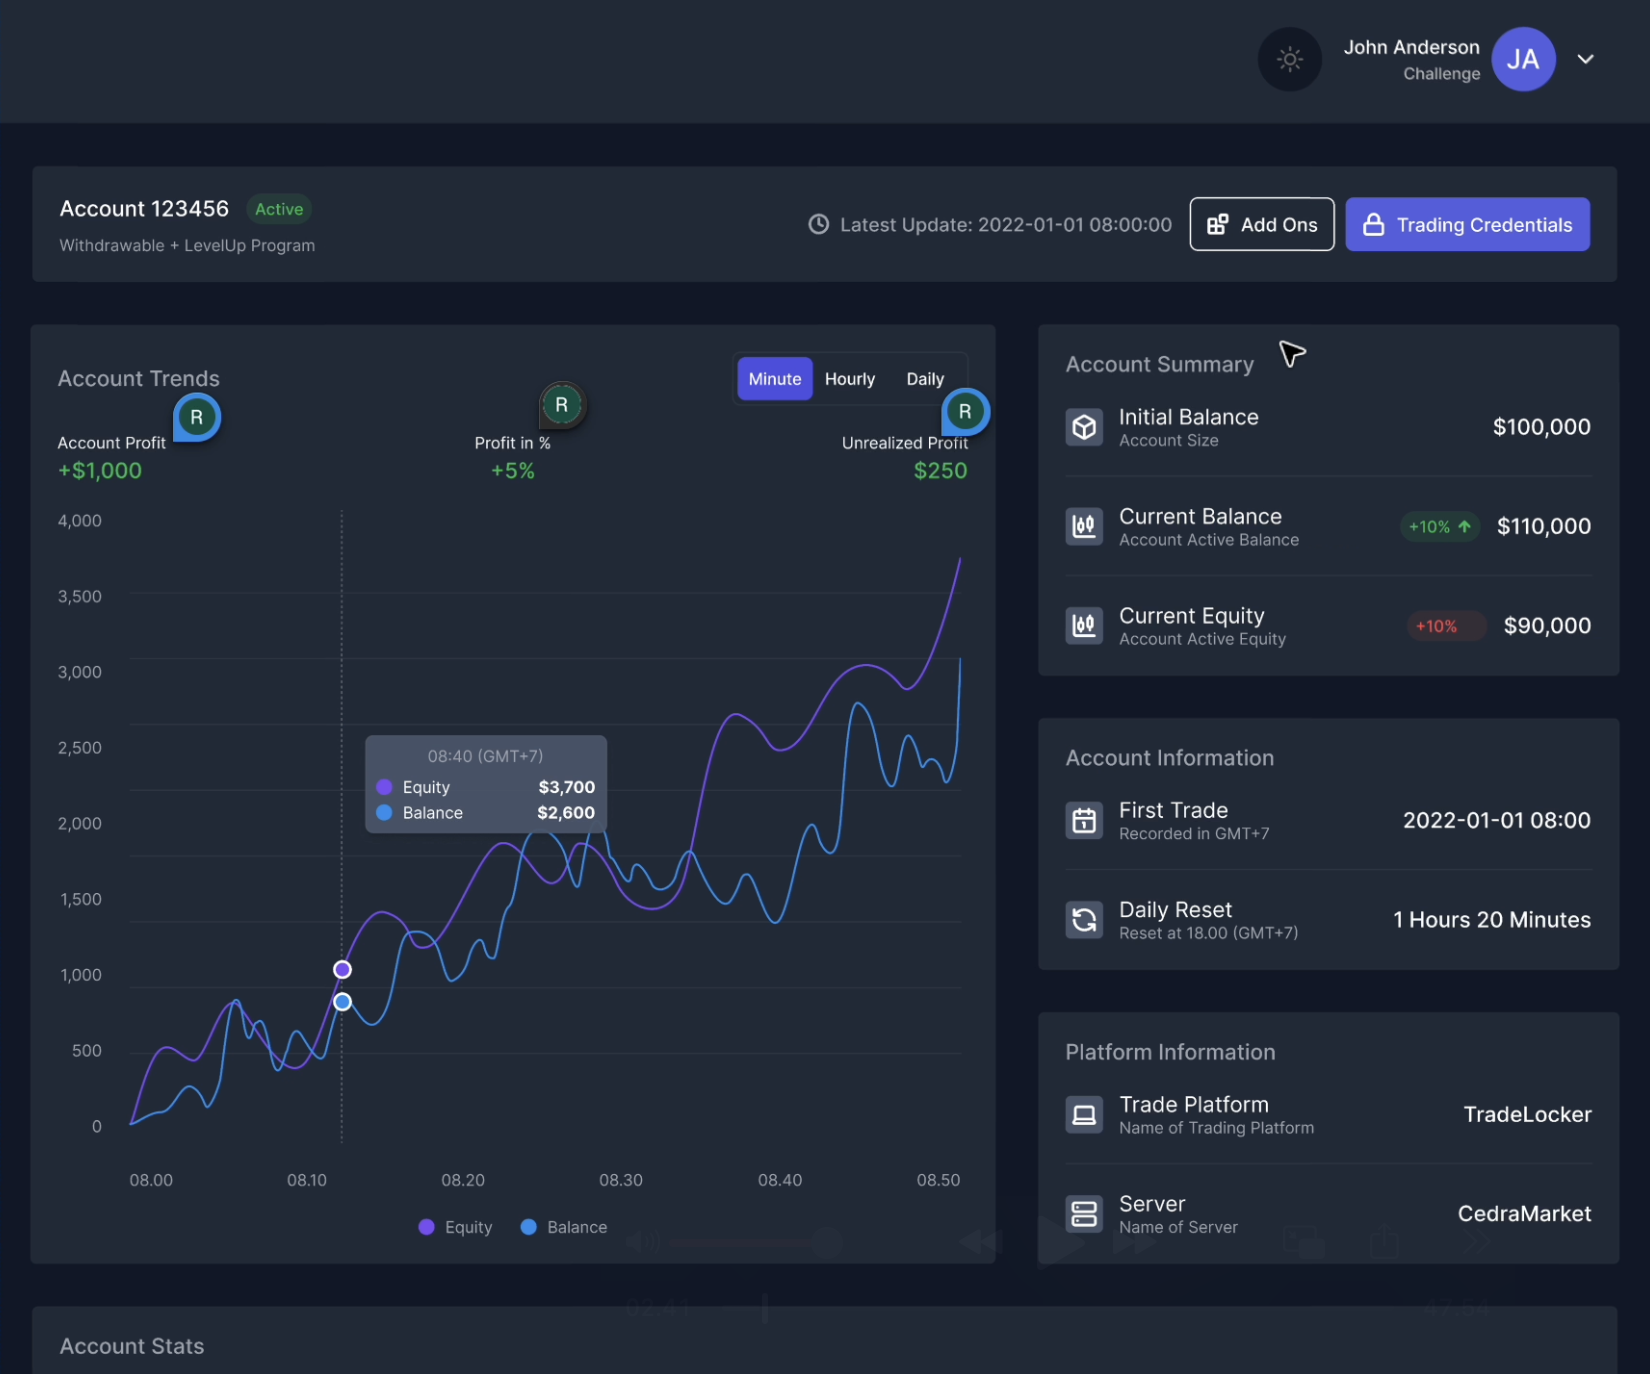 John Anderson
Challenge
JA
Account 123456
Active
Withdrawable + LevelUp Program
Latest Update: 2022-01-01 08:00:00
Add Ons
Trading Credentials
Account Trends
Minute
Hourly
Daily
R
R
R
Account Profit
+$1,000
Profit in %
+5%
Unrealized Profit
$250
4,000
3,500
3,000
2,500
2,000
1,500
1,000
500
0
08:40 (GMT+7)
Equity $3,700
Balance $2,600
08.00 08.10 08.20 08.30 08.40 08.50
Equity Balance
Account Summary
Initial Balance
Account Size
$100,000
Current Balance
Account Active Balance
+10%
$110,000
Current Equity
Account Active Equity
+10%
$90,000
Account Information
First Trade
Recorded in GMT+7
2022-01-01 08:00
1
Daily Reset
Reset at 18.00 (GMT+7)
1 Hours 20 Minutes
Platform Information
Trade Platform
Name of Trading Platform
TradeLocker
Server
Name of Server
CedraMarket
02:41
Account Stats